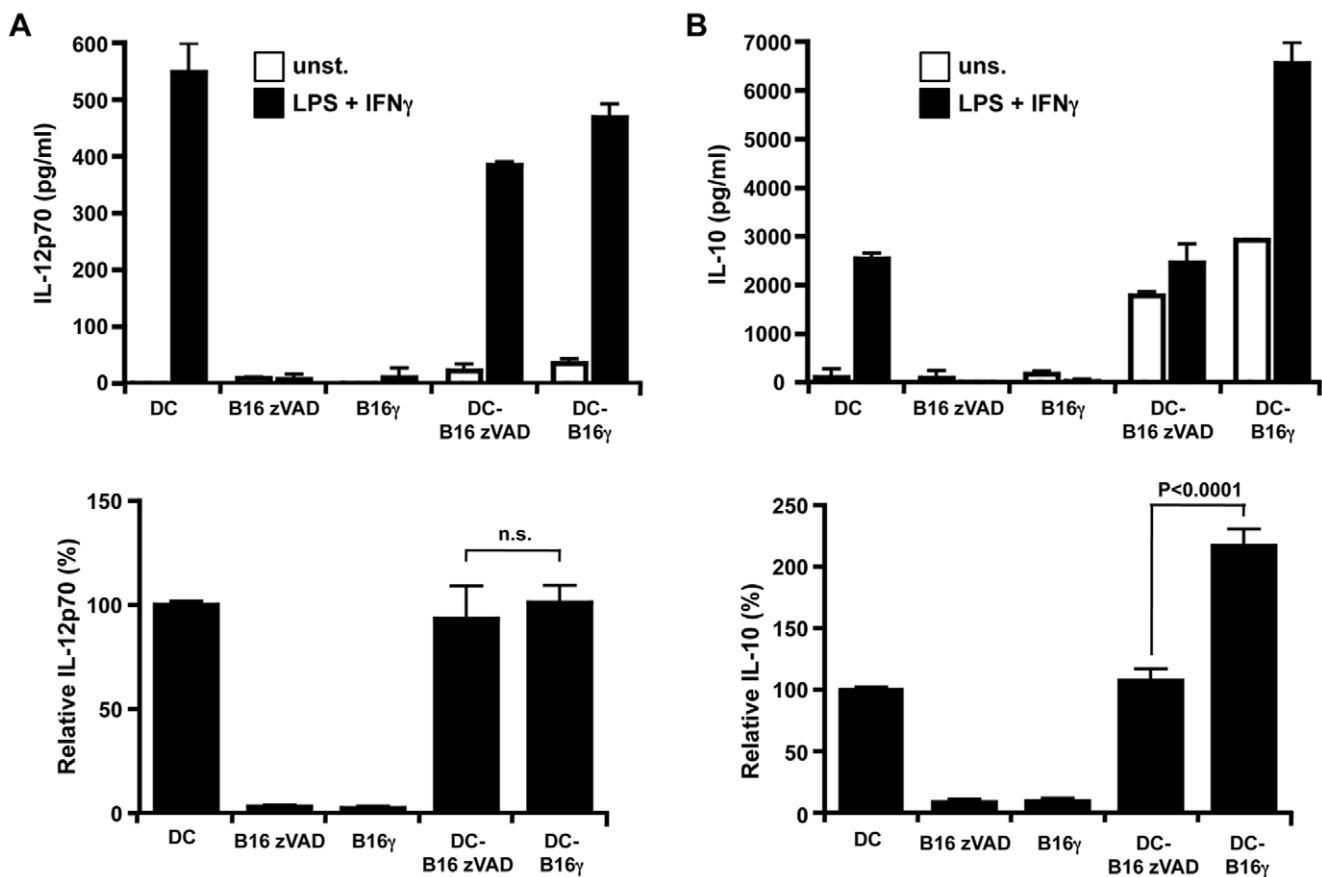 A
IL-12p70 (pg/ml)
600
500
400
300
200
100
0
unst.
LPS + IFNγ
DC
B16 zVAD
B16γ
DC-
B16 zVAD
DC-
B16γ
B
IL-10 (pg/ml)
7000
6000
5000
4000
3000
2000
1000
0
uns.
LPS + IFNγ
DC
B16 zVAD
B16γ
DC-
B16 zVAD
DC-
B16γ
Relative IL-12p70 (%)
150
100
50
0
n.s.
DC
B16 zVAD
B16γ
DC-
B16 zVAD
DC-
B16γ
Relative IL-10 (%)
250
200
150
100
50
0
P<0.0001
DC
B16 zVAD
B16γ
DC-
B16 zVAD
DC-
B16γ